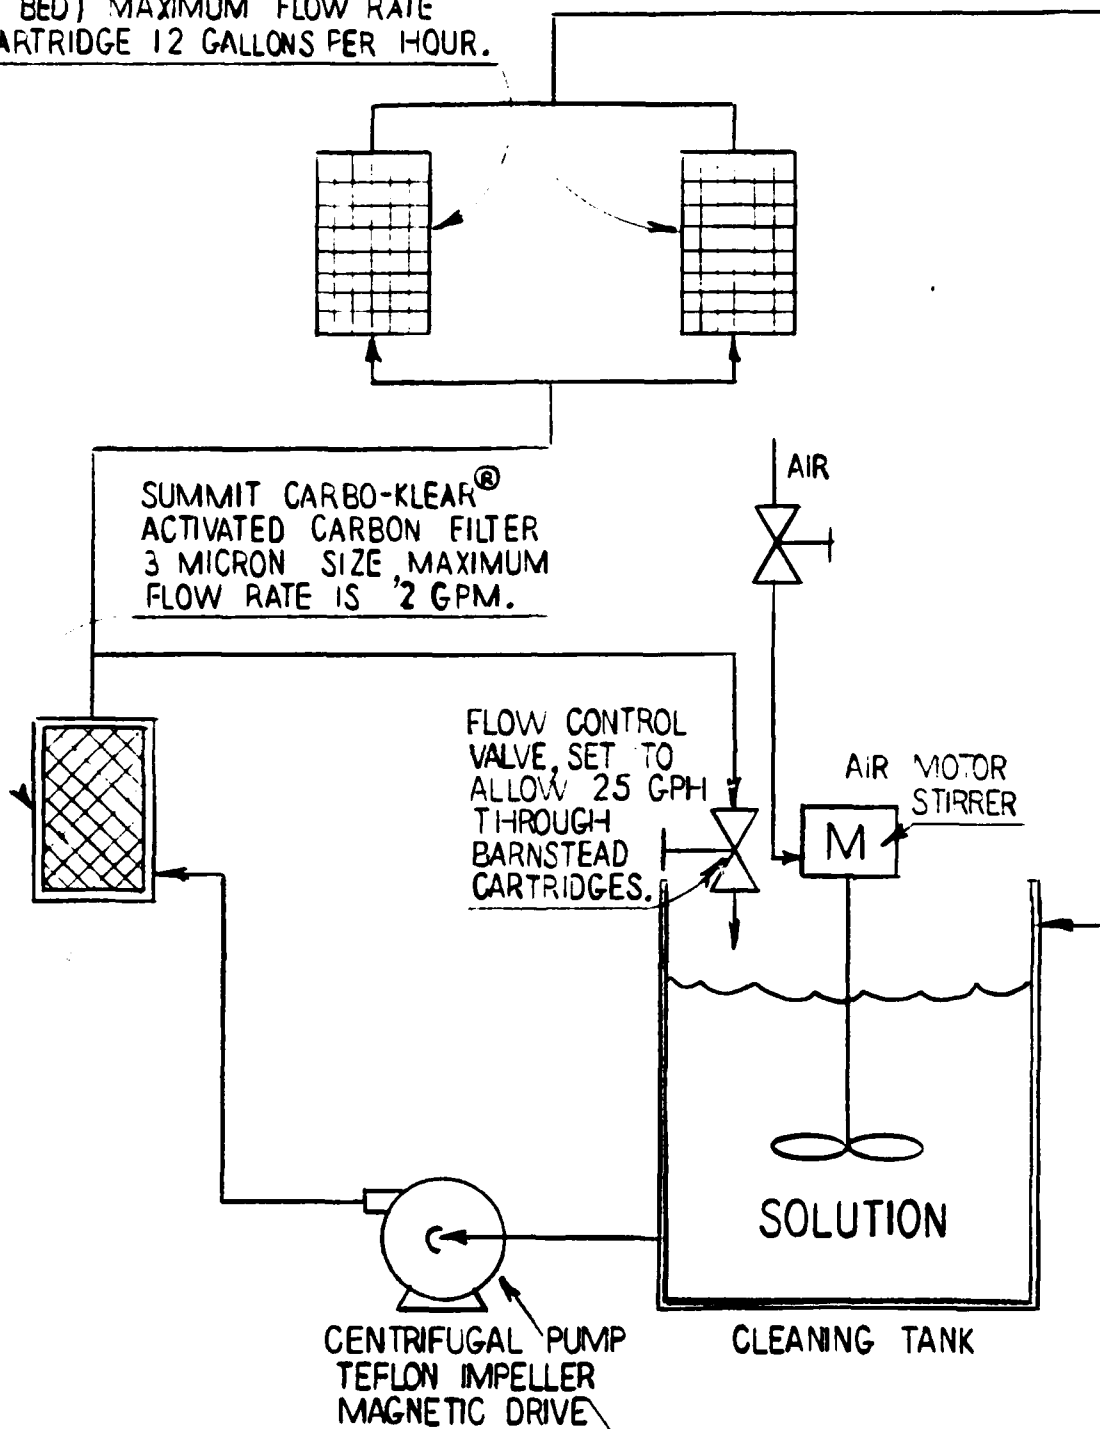 BED) MAXIMUM FLOW RATE
CARTRIDGE 12 GALLONS PER HOUR.
AIR
SUMMIT CARBO-KLEAR®
ACTIVATED CARBON FILTER
3 MICRON SIZE, MAXIMUM
FLOW RATE IS 2 GPM.
FLOW CONTROL
VALVE, SET TO
ALLOW 25 GPH
THROUGH
BARNSTEAD
CARTRIDGES.
AIR MOTOR
STIRRER
M
SOLUTION
CENTRIFUGAL PUMP
TEFLON IMPELLER
MAGNETIC DRIVE
CLEANING TANK